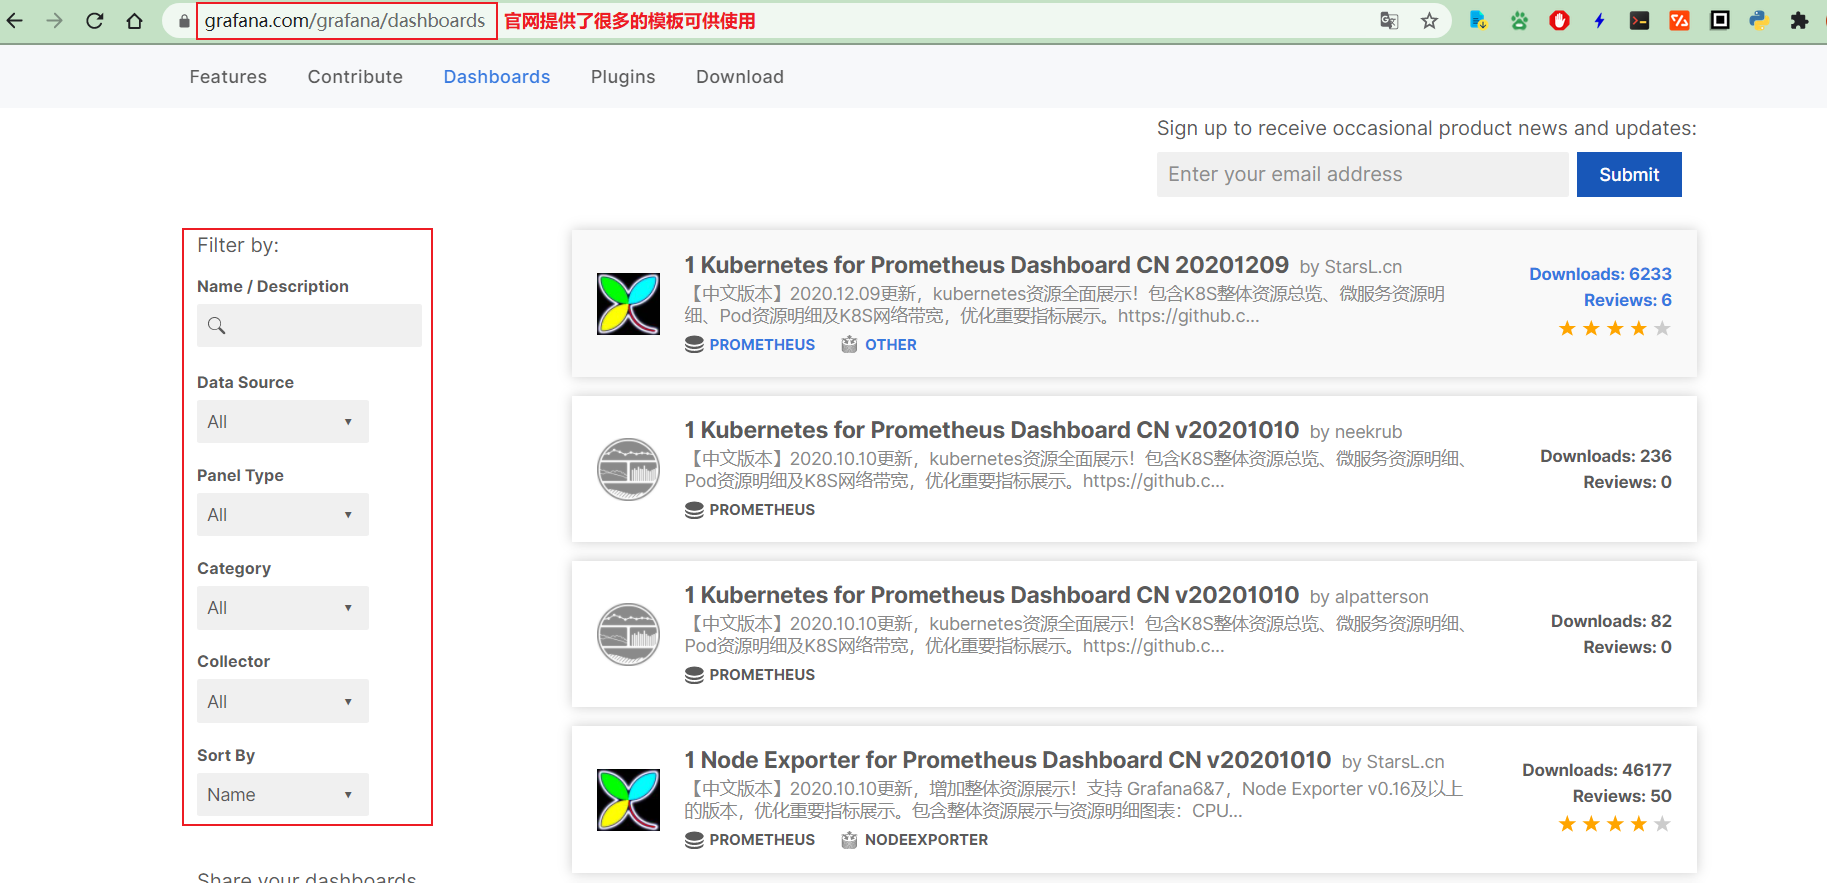 grafana.com/grafana/dashboards 官网提供了很多的模板可供使用
Features Contribute Dashboards Plugins Download
Sign up to receive occasional product news and updates:
Enter your email address Submit
Filter by:
Name / Description
Data Source
All
Panel Type
All
Category
All
Collector
All
Sort By
Name
Share your dashboards
1 Kubernetes for Prometheus Dashboard CN 20201209 by StarsL.cn
【中文版本】2020.12.09更新，kubernetes资源全面展示！包含K8S整体资源总览、微服务资源明
细、Pod资源明细及K8S网络带宽，优化重要指标展示。https://github.c...
PROMETHEUS OTHER
Downloads: 6233
Reviews: 6
1 Kubernetes for Prometheus Dashboard CN v20201010 by neekrub
【中文版本】2020.10.10更新，kubernetes资源全面展示！包含K8S整体资源总览、微服务资源明细、
Pod资源明细及K8S网络带宽，优化重要指标展示。https://github.c...
PROMETHEUS
Downloads: 236
Reviews: 0
1 Kubernetes for Prometheus Dashboard CN v20201010 by alpatterson
【中文版本】2020.10.10更新，kubernetes资源全面展示！包含K8S整体资源总览、微服务资源明细、
Pod资源明细及K8S网络带宽，优化重要指标展示。https://github.c...
PROMETHEUS
Downloads: 82
Reviews: 0
1 Node Exporter for Prometheus Dashboard CN v20201010 by StarsL.cn
【中文版本】2020.10.10更新，增加整体资源展示！支持 Grafana6&7，Node Exporter v0.16及以上
的版本，优化重要指标展示。包含整体资源展示与资源明细图表：CPU...
PROMETHEUS NODEEXPORTER
Downloads: 46177
Reviews: 50